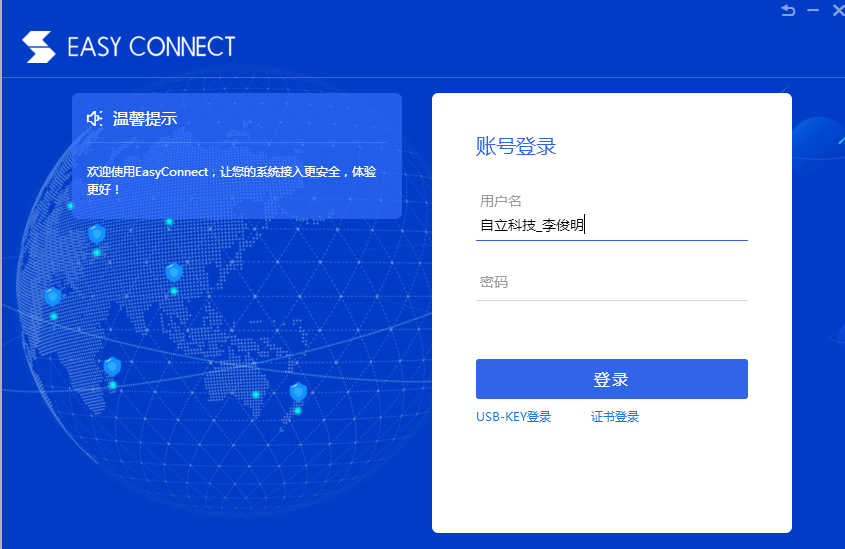 EASY CONNECT
温馨提示
欢迎使用EasyConnect，让您的系统接入更安全，体验
更好！
账号登录
用户名
自立科技_李俊明
密码
登录
USB-KEY登录 证书登录